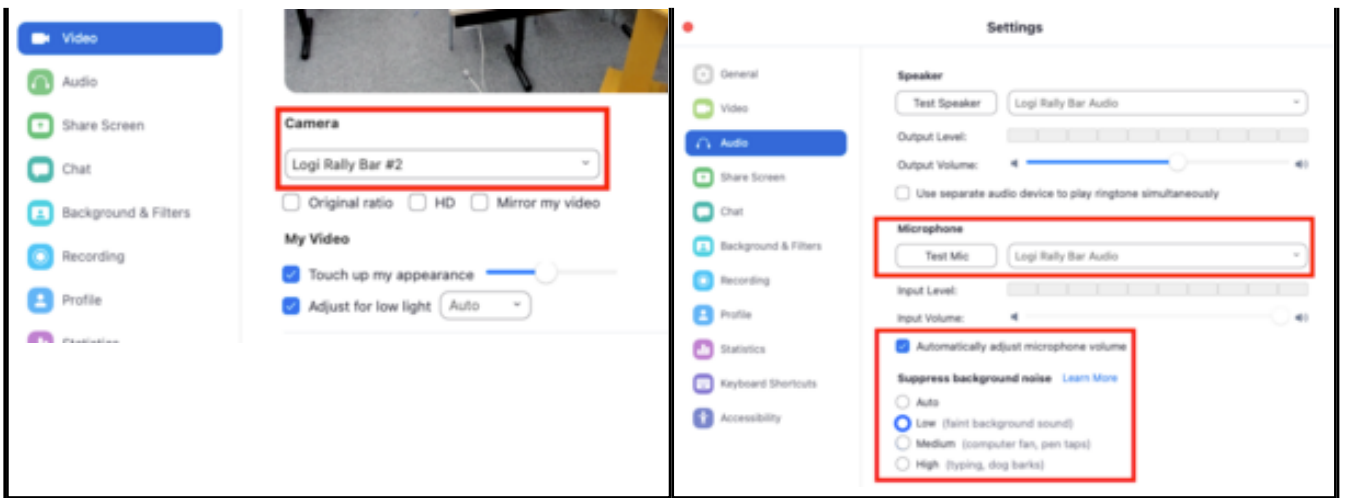 Video
Audio
Share Screen
Chat
Background & Filters
Recording
Profile
Statistics
Camera
Logi Rally Bar #2
Original ratio HD Mirror my video
My Video
Touch up my appearance
Adjust for low light Auto
Settings
General
Video
Audio
Share Screen
Chat
Background & Filters
Recording
Profile
Statistics
Keyboard Shortcuts
Accessibility
Speaker
Test Speaker Logi Rally Bar Audio
Output Level:
Output Volume:
Use separate audio device to play ringtone simultaneously
Microphone
Test Mic Logi Rally Bar Audio
Input Level:
Input Volume:
Automatically adjust microphone volume
Suppress background noise Learn More
Auto
Low (faint background sound)
Medium (computer fan, pen taps)
High (typing, dog barks)